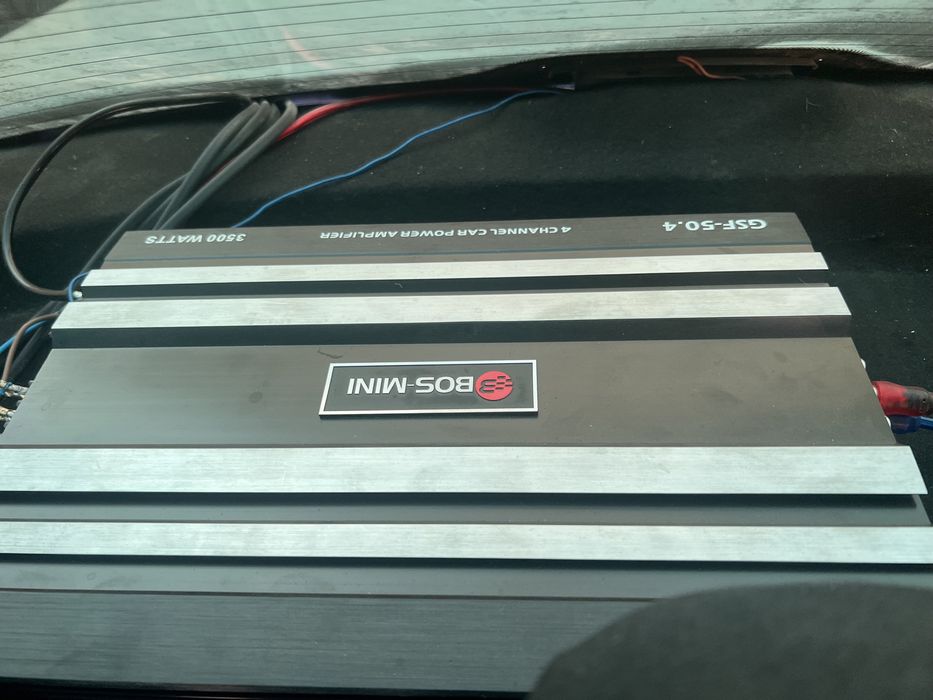 GSF-50.4
4 CHANNEL CAR POWER AMPLIFIER
3500 WATTS
BOS-MINI